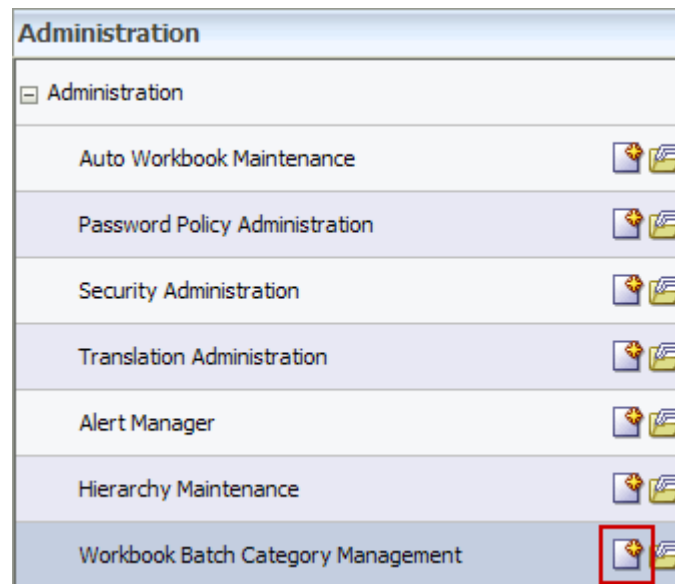 Administration
Administration
Auto Workbook Maintenance
Password Policy Administration
Security Administration
Translation Administration
Alert Manager
Hierarchy Maintenance
Workbook Batch Category Management